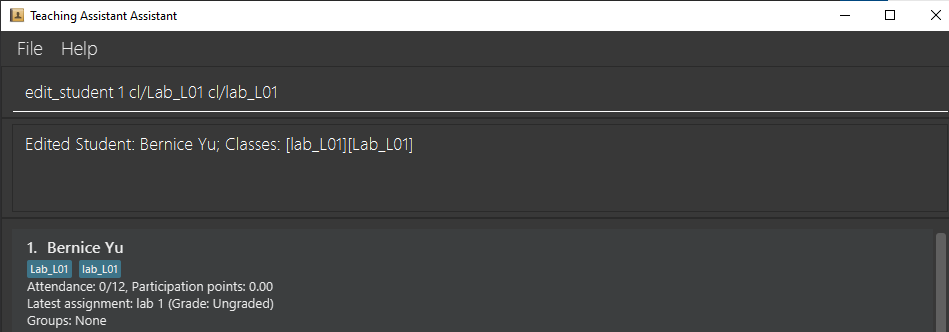 Teaching Assistant Assistant
File Help
edit_student 1 cl/Lab_L01 cl/lab_L01
Edited Student: Bernice Yu; Classes: [lab_L01][Lab_L01]
1. Bernice Yu
Lab_L01 lab_L01
Attendance: 0/12, Participation points: 0.00
Latest assignment: lab 1 (Grade: Ungraded)
Groups: None